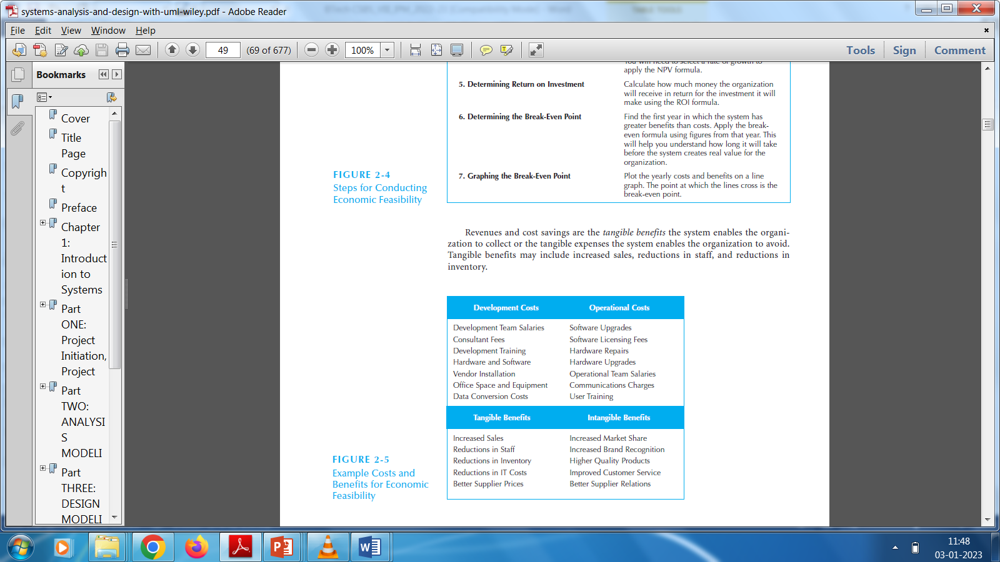 systems-analysis-and-design-with-uml-wiley.pdf - Adobe Reader
File Edit View Window Help
49 (69 of 677) 100% Tools Sign Comment
Bookmarks
Cover
Title
Page
Copyrigh
t
Preface
Chapter
1:
Introduct
ion to
Systems
Part
ONE:
Project
Initiation,
Project
Part
TWO:
ANALYSI
S
MODELI
Part
THREE:
DESIGN
MODELI
You will need to select a rate of growth to
apply the NPV formula.
5. Determining Return on Investment
Calculate how much money the organization
will receive in return for the investment it will
make using the ROI formula.
6. Determining the Break-Even Point
Find the first year in which the system has
greater benefits than costs. Apply the break-
even formula using figures from that year. This
will help you understand how long it will take
before the system creates real value for the
organization.
7. Graphing the Break-Even Point
Plot the yearly costs and benefits on a line
graph. The point at which the lines cross is the
break-even point.
FIGURE 2-4
Steps for Conducting
Economic Feasibility
Revenues and cost savings are the tangible benefits the system enables the organi-
zation to collect or the tangible expenses the system enables the organization to avoid.
Tangible benefits may include increased sales, reductions in staff, and reductions in
inventory.
Development Costs Operational Costs
Development Team Salaries Software Upgrades
Consultant Fees Software Licensing Fees
Development Training Hardware Repairs
Hardware and Software Hardware Upgrades
Vendor Installation Operational Team Salaries
Office Space and Equipment Communications Charges
Data Conversion Costs User Training
Tangible Benefits Intangible Benefits
Increased Sales Increased Market Share
Reductions in Staff Increased Brand Recognition
Reductions in Inventory Higher Quality Products
Reductions in IT Costs Improved Customer Service
Better Supplier Prices Better Supplier Relations
FIGURE 2-5
Example Costs and
Benefits for Economic
Feasibility
11:48
03-01-2023